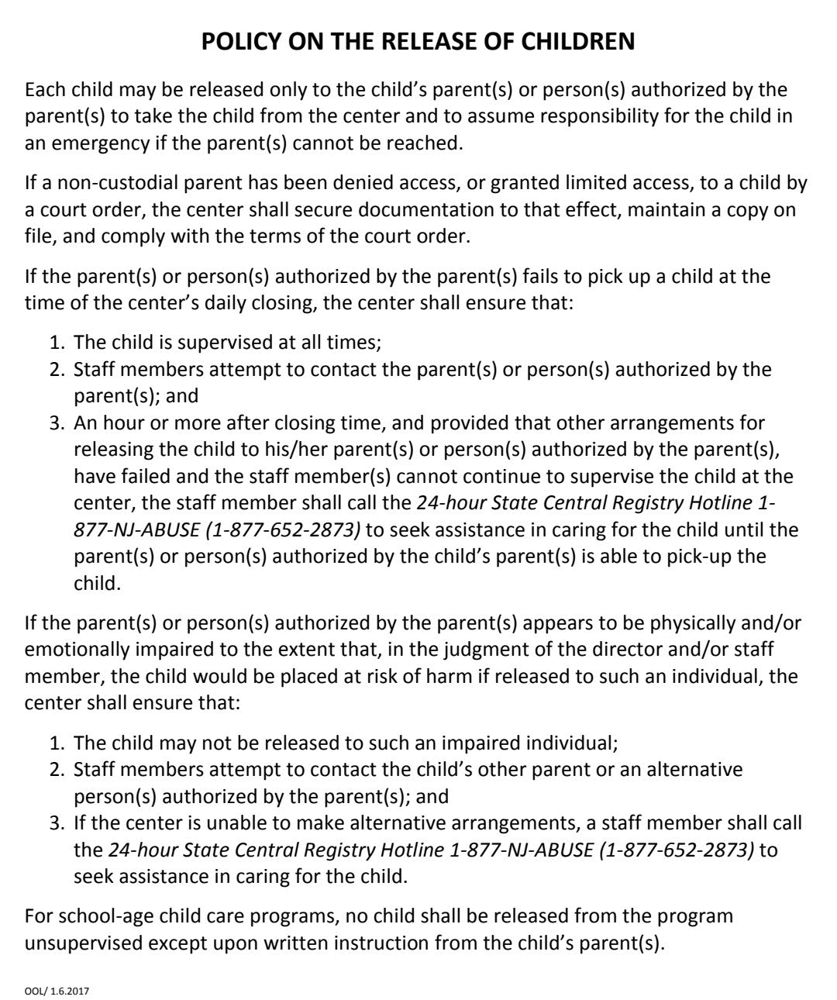 POLICY ON THE RELEASE OF CHILDREN
Each child may be released only to the child’s parent(s) or person(s) authorized by the
parent(s) to take the child from the center and to assume responsibility for the child in
an emergency if the parent(s) cannot be reached.
If a non-custodial parent has been denied access, or granted limited access, to a child by
a court order, the center shall secure documentation to that effect, maintain a copy on
file, and comply with the terms of the court order.
If the parent(s) or person(s) authorized by the parent(s) fails to pick up a child at the
time of the center’s daily closing, the center shall ensure that:
1. The child is supervised at all times;
2. Staff members attempt to contact the parent(s) or person(s) authorized by the
parent(s); and
3. An hour or more after closing time, and provided that other arrangements for
releasing the child to his/her parent(s) or person(s) authorized by the parent(s),
have failed and the staff member(s) cannot continue to supervise the child at the
center, the staff member shall call the 24-hour State Central Registry Hotline 1-
877-NJ-ABUSE (1-877-652-2873) to seek assistance in caring for the child until the
parent(s) or person(s) authorized by the child’s parent(s) is able to pick-up the
child.
If the parent(s) or person(s) authorized by the parent(s) appears to be physically and/or
emotionally impaired to the extent that, in the judgment of the director and/or staff
member, the child would be placed at risk of harm if released to such an individual, the
center shall ensure that:
1. The child may not be released to such an impaired individual;
2. Staff members attempt to contact the child’s other parent or an alternative
person(s) authorized by the parent(s); and
3. If the center is unable to make alternative arrangements, a staff member shall call
the 24-hour State Central Registry Hotline 1-877-NJ-ABUSE (1-877-652-2873) to
seek assistance in caring for the child.
For school-age child care programs, no child shall be released from the program
unsupervised except upon written instruction from the child’s parent(s).
OOL/ 1.6.2017